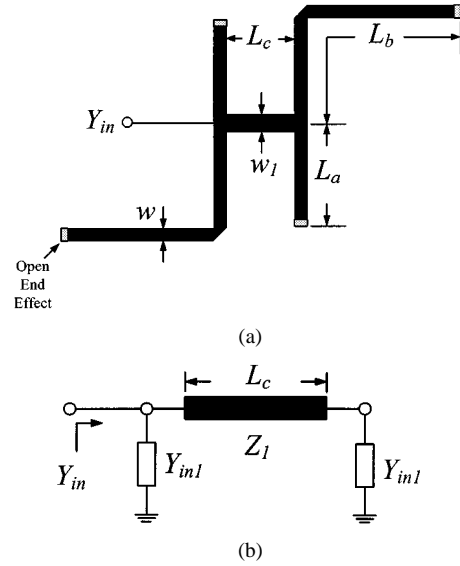 L_c
L_b
Y_in
w_1
L_a
w
Open
End
Effect
(a)
L_c
Z_1
Y_in
Y_in1
Y_in1
(b)